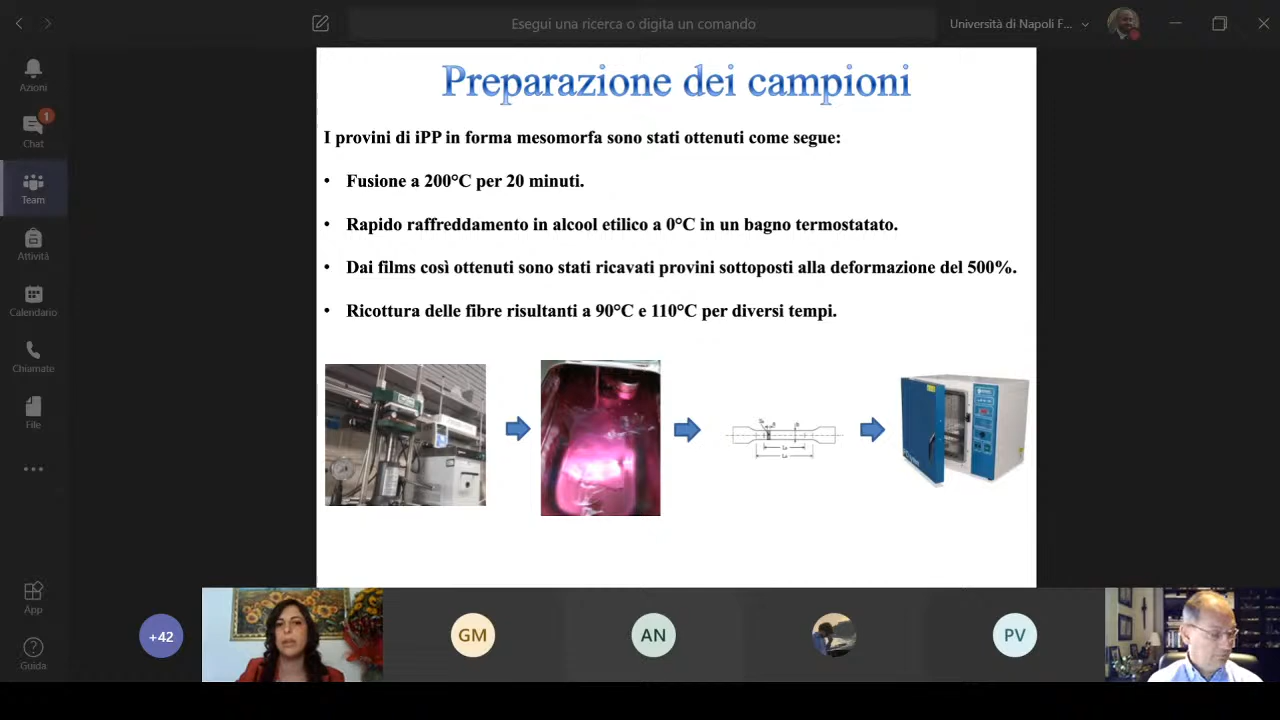 Esegui una ricerca o digita un comando
Università di Napoli F...
Azioni
1
Chat
Team
Attività
Calendario
Chiamate
File
App
Guida
Preparazione dei campioni
I provini di iPP in forma mesomorfa sono stati ottenuti come segue:
• Fusione a 200°C per 20 minuti.
• Rapido raffreddamento in alcool etilico a 0°C in un bagno termostatato.
• Dai films così ottenuti sono stati ricavati provini sottoposti alla deformazione del 500%.
• Ricottura delle fibre risultanti a 90°C e 110°C per diversi tempi.
+42
GM
AN
PV